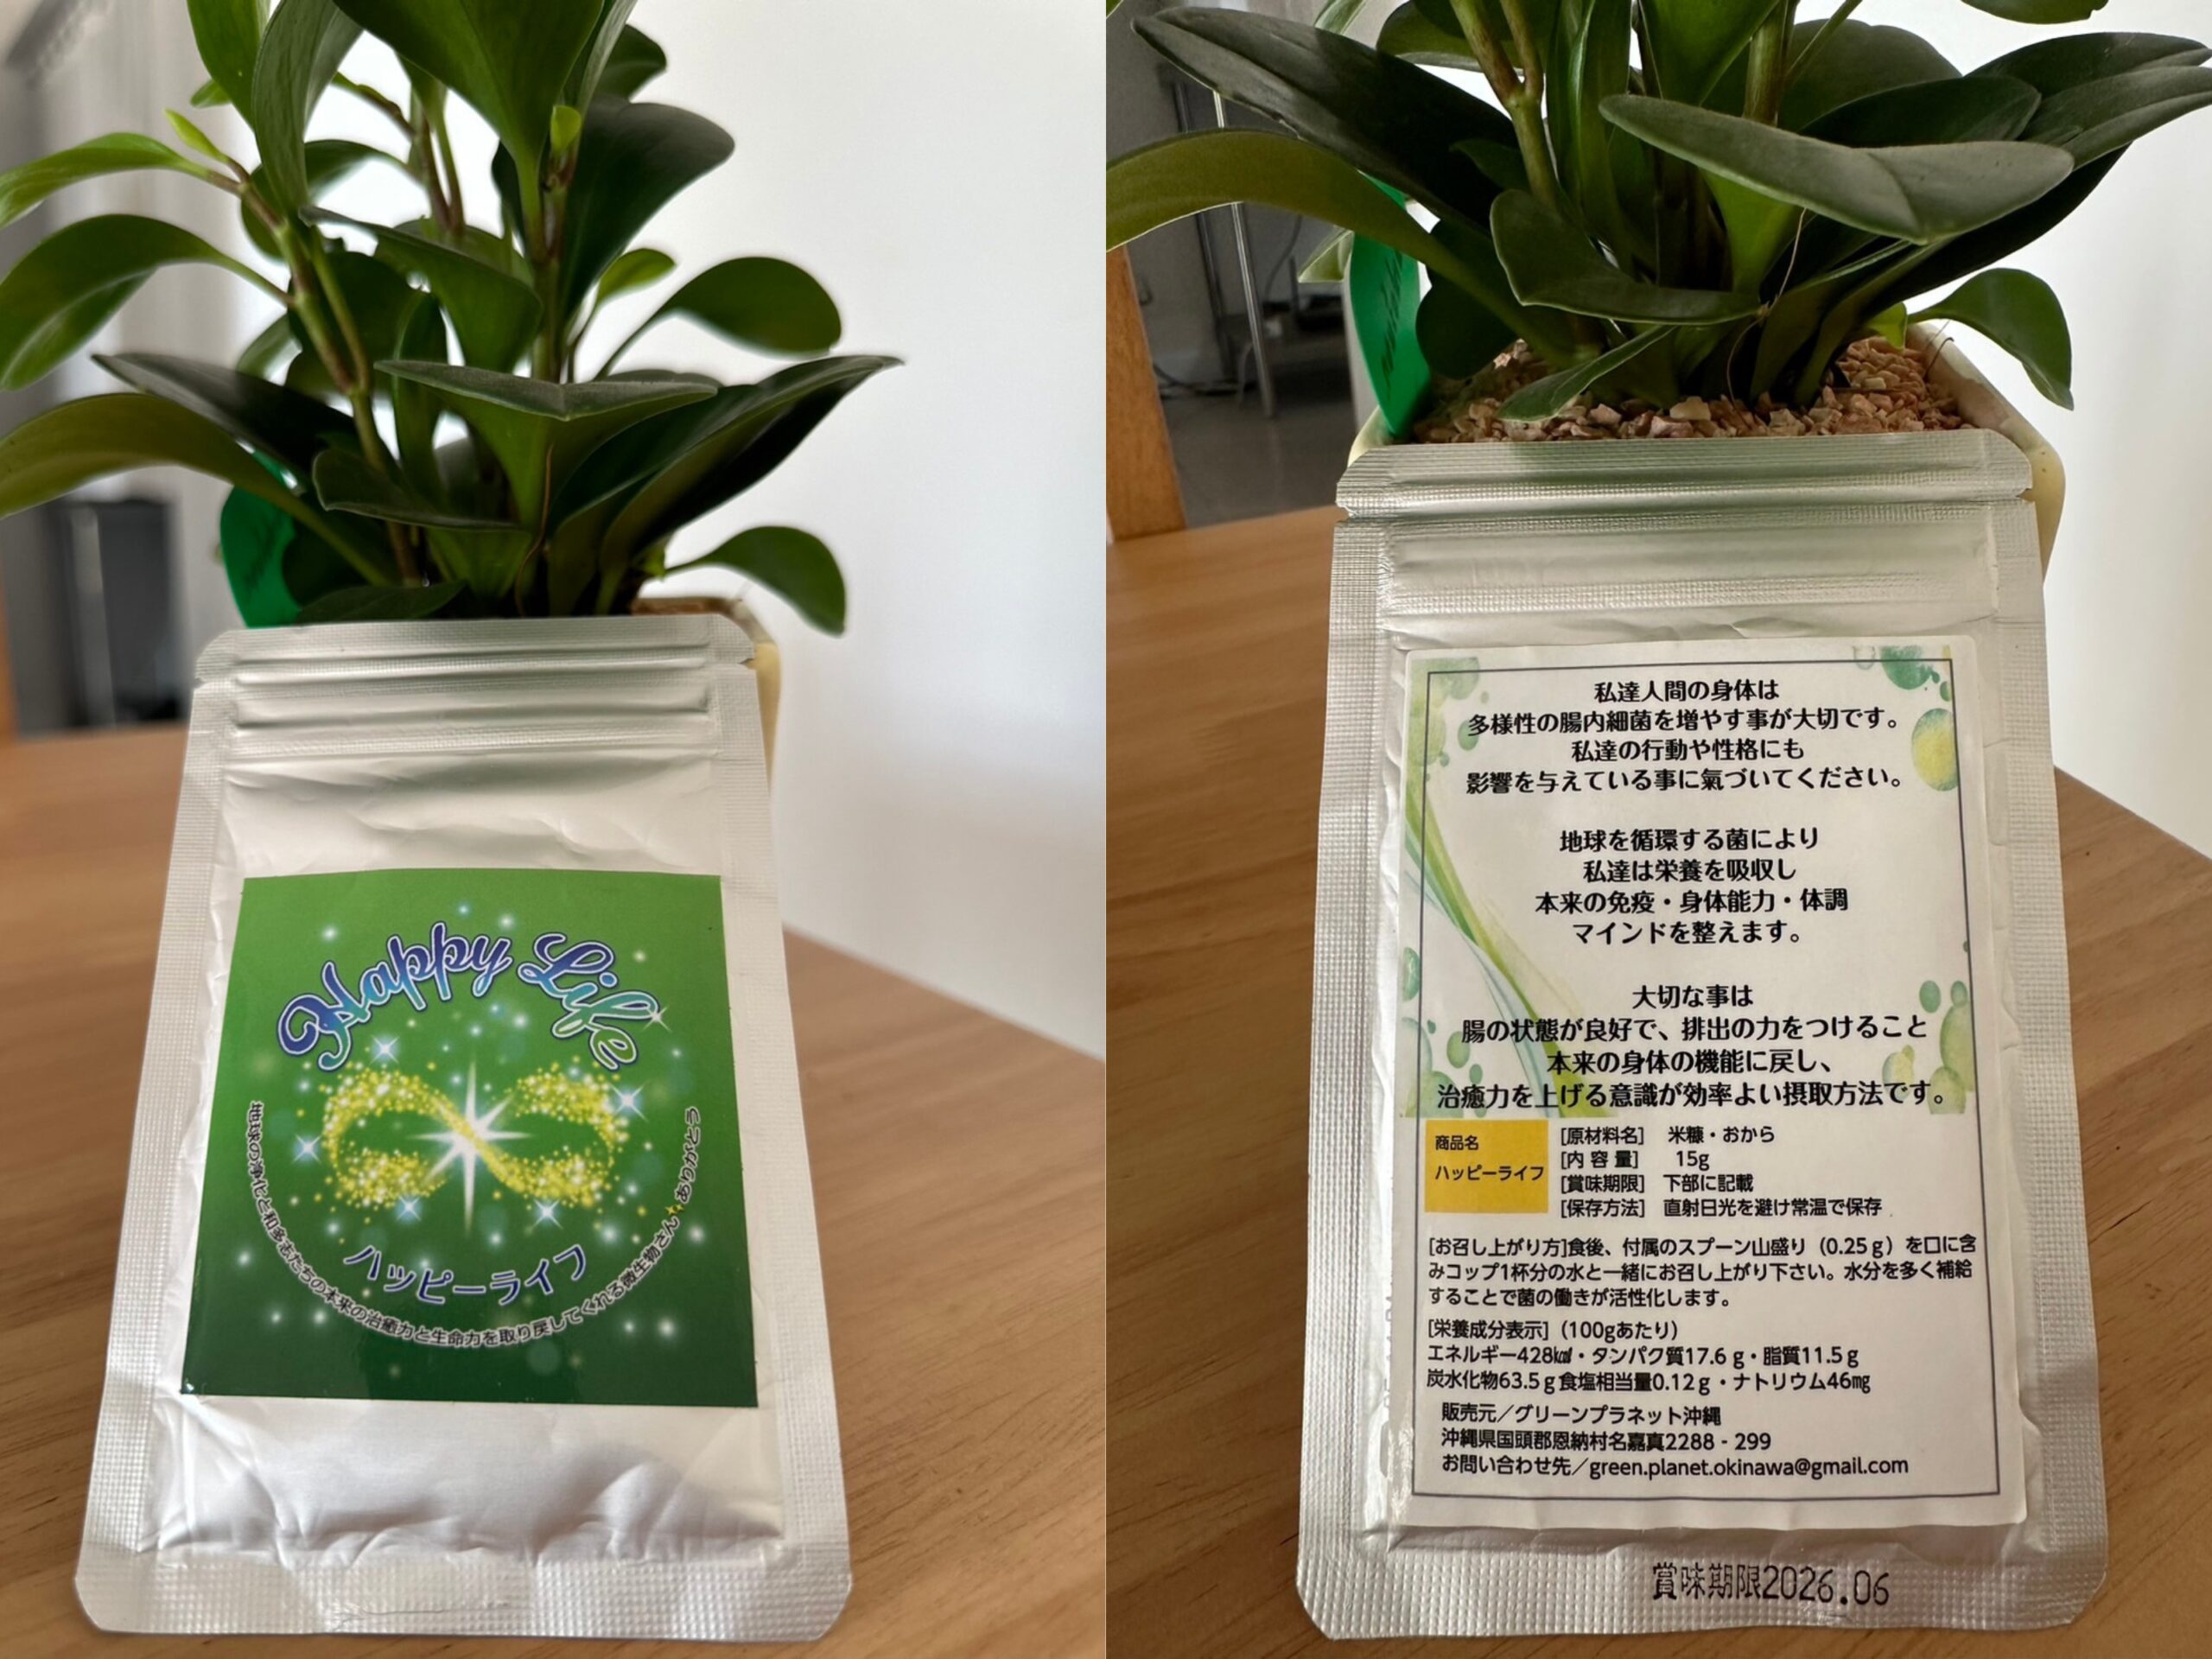 Happy Life
ハッピーライフ
地球の浄化と和多志たちの本来の治癒力と生命力を取り戻してくれる微生物さん✨ありがとう
私達人間の身体は
多様性の腸内細菌を増やす事が大切です。
私達の行動や性格にも
影響を与えている事に氣づいてください。
地球を循環する菌により
私達は栄養を吸収し
本来の免疫・身体能力・体調
マインドを整えます。
大切な事は
腸の状態が良好で、排出の力をつけること
本来の身体の機能に戻し、
治癒力を上げる意識が効率よい摂取方法です。
商品名
ハッピーライフ
[原材料名] 米糠・おから
[内 容 量] 15g
[賞味期限] 下部に記載
[保存方法] 直射日光を避け常温で保存
[お召し上がり方]食後、付属のスプーン山盛り（0.25ｇ）を口に含
みコップ1杯分の水と一緒にお召し上がり下さい。水分を多く補給
することで菌の働きが活性化します。
[栄養成分表示]（100gあたり）
エネルギー428㎉・タンパク質17.6ｇ・脂質11.5ｇ
炭水化物63.5ｇ食塩相当量0.12ｇ・ナトリウム46㎎
販売元／グリーンプラネット沖縄
沖縄県国頭郡恩納村名嘉真2288 - 299
お問い合わせ先／green.planet.okinawa@gmail.com
賞味期限2026.06